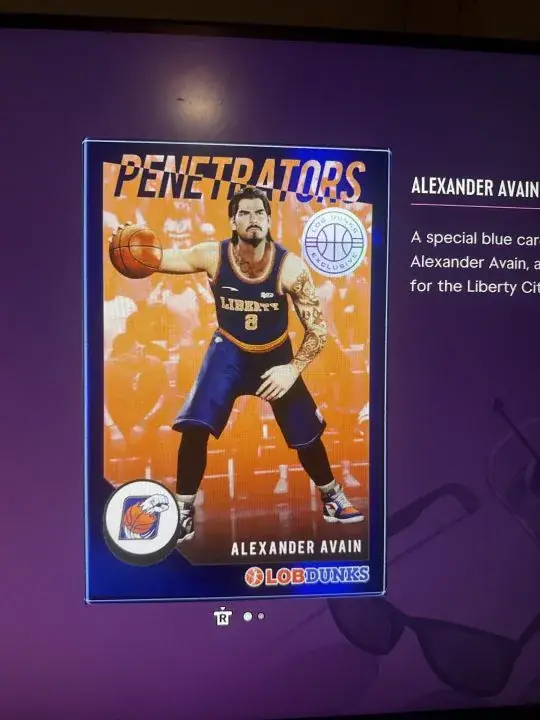 PENETRATORS
LOB DUNKS
EXCLUSIVE
LIBERTY
8
ALEXANDER AVAIN
LOBDUNKS
R
ALEXANDER AVAIN
A special blue car
Alexander Avain, a
for the Liberty Cit